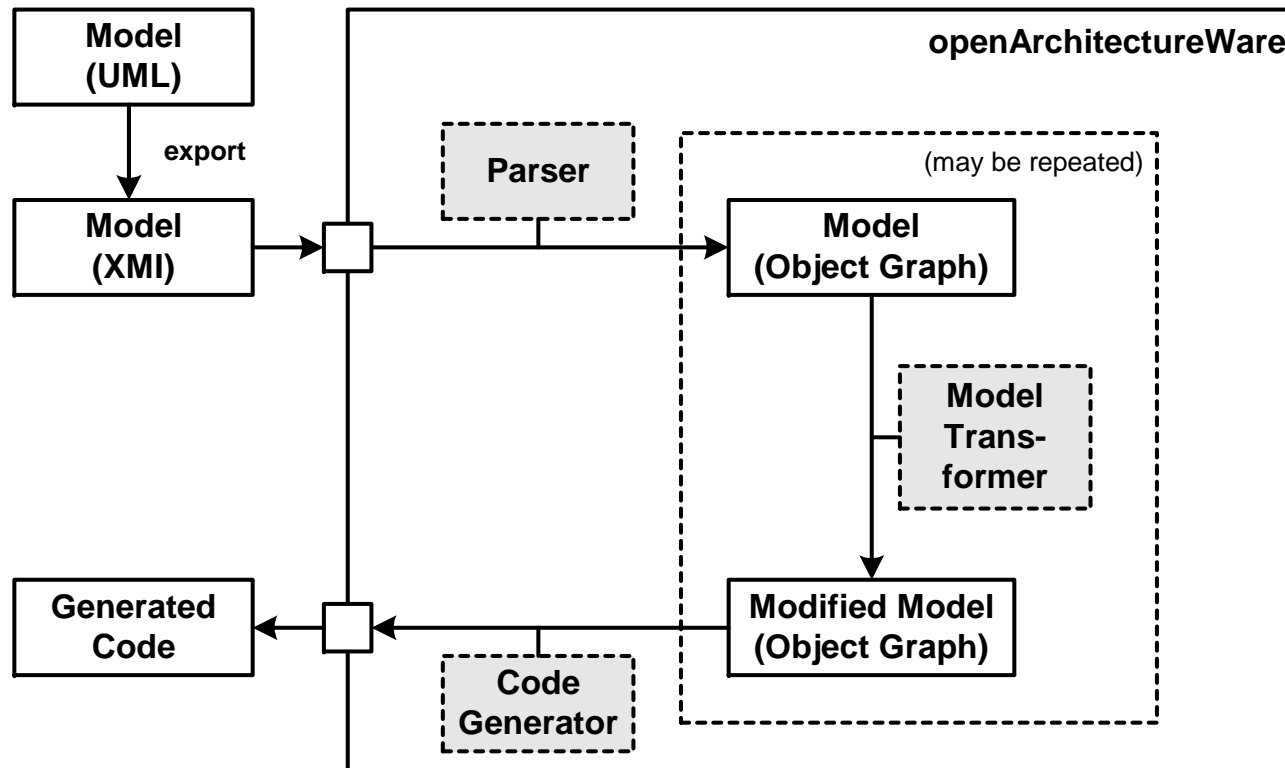 Model
(UML)
openArchitectureWare
export
Parser
(may be repeated)
Model
(XMI)
Model
(Object Graph)
Model
Trans-
former
Generated
Code
Modified Model
(Object Graph)
Code
Generator